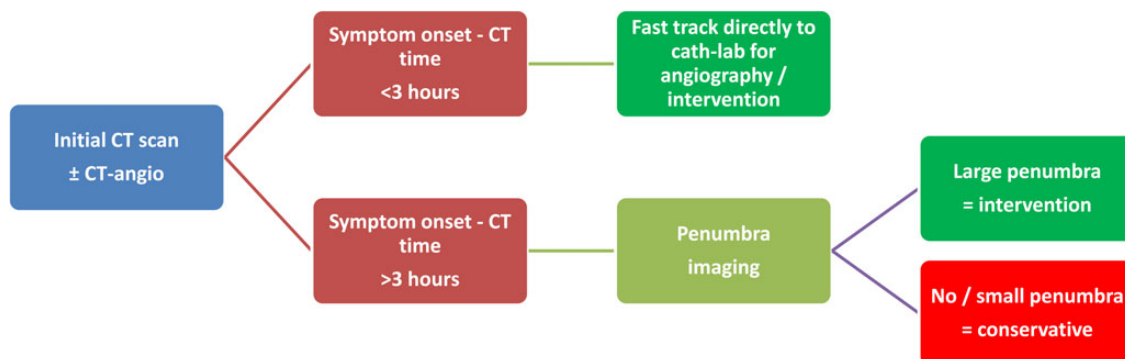 Initial CT scan
± CT-angio
Symptom onset - CT
time
<3 hours
Fast track directly to
cath-lab for
angiography /
intervention
Symptom onset - CT
time
>3 hours
Penumbra
imaging
Large penumbra
= intervention
No / small penumbra
= conservative